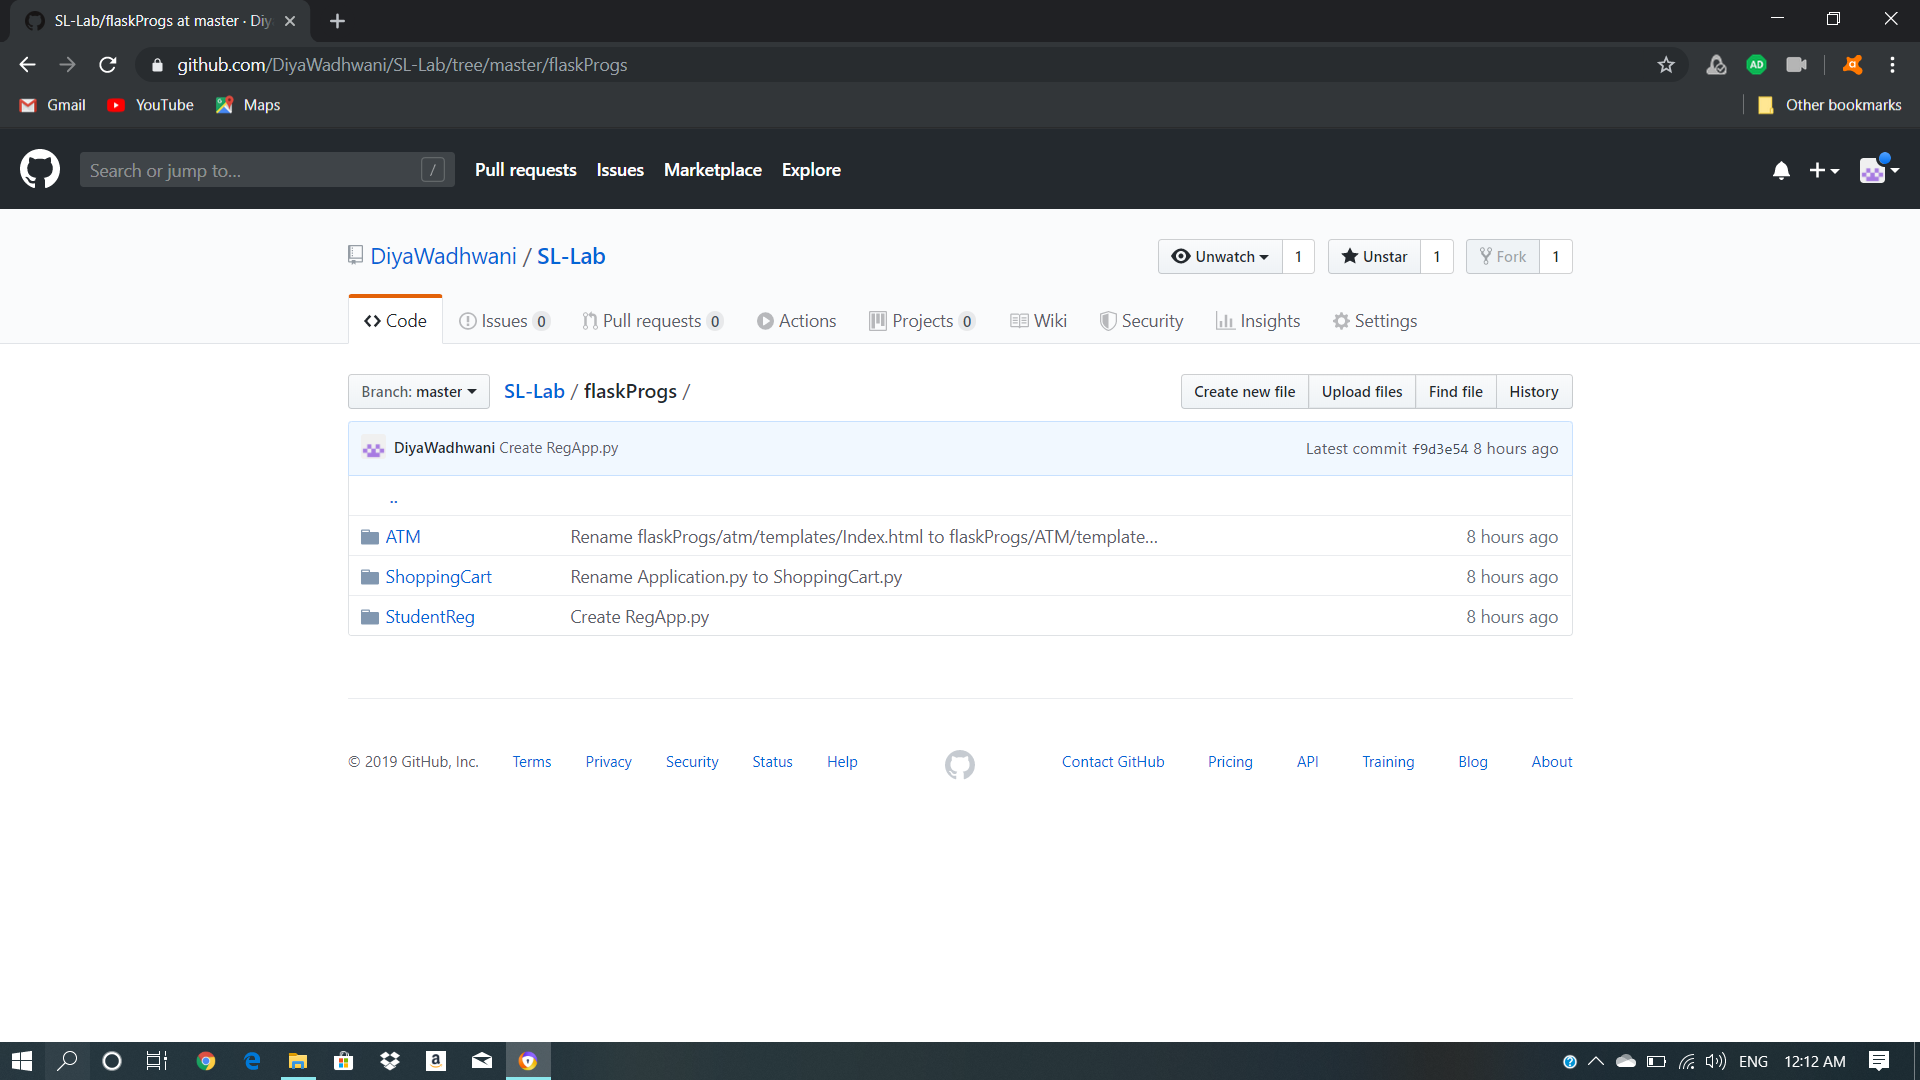 SL-Lab/flaskProgs at master · Diy
github.com/DiyaWadhwani/SL-Lab/tree/master/flaskProgs
AD
Gmail YouTube Maps Other bookmarks
Search or jump to... / Pull requests Issues Marketplace Explore
DiyaWadhwani / SL-Lab Unwatch 1 Unstar 1 Fork 1
Code Issues 0 Pull requests 0 Actions Projects 0 Wiki Security Insights Settings
Branch: master SL-Lab / flaskProgs / Create new file Upload files Find file History
DiyaWadhwani Create RegApp.py Latest commit f9d3e54 8 hours ago
..
ATM Rename flaskProgs/atm/templates/Index.html to flaskProgs/ATM/template… 8 hours ago
ShoppingCart Rename Application.py to ShoppingCart.py 8 hours ago
StudentReg Create RegApp.py 8 hours ago
© 2019 GitHub, Inc. Terms Privacy Security Status Help Contact GitHub Pricing API Training Blog About
ENG 12:12 AM